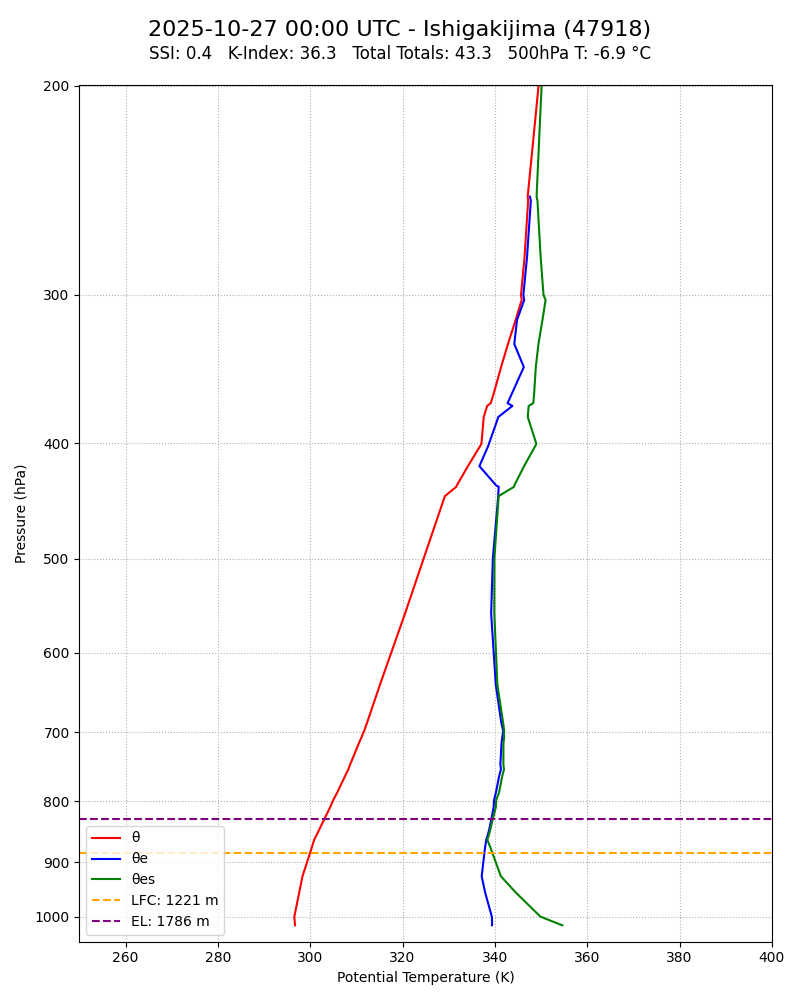 2025-10-27 00:00 UTC - Ishigakijima (47918)
SSI: 0.4 K-Index: 36.3 Total Totals: 43.3 500hPa T: -6.9 °C
200
300
400
500
600
700
800
900
1000
Pressure (hPa)
θ
θe
θes
LFC: 1221 m
EL: 1786 m
260 280 300 320 340 360 380 400
Potential Temperature (K)